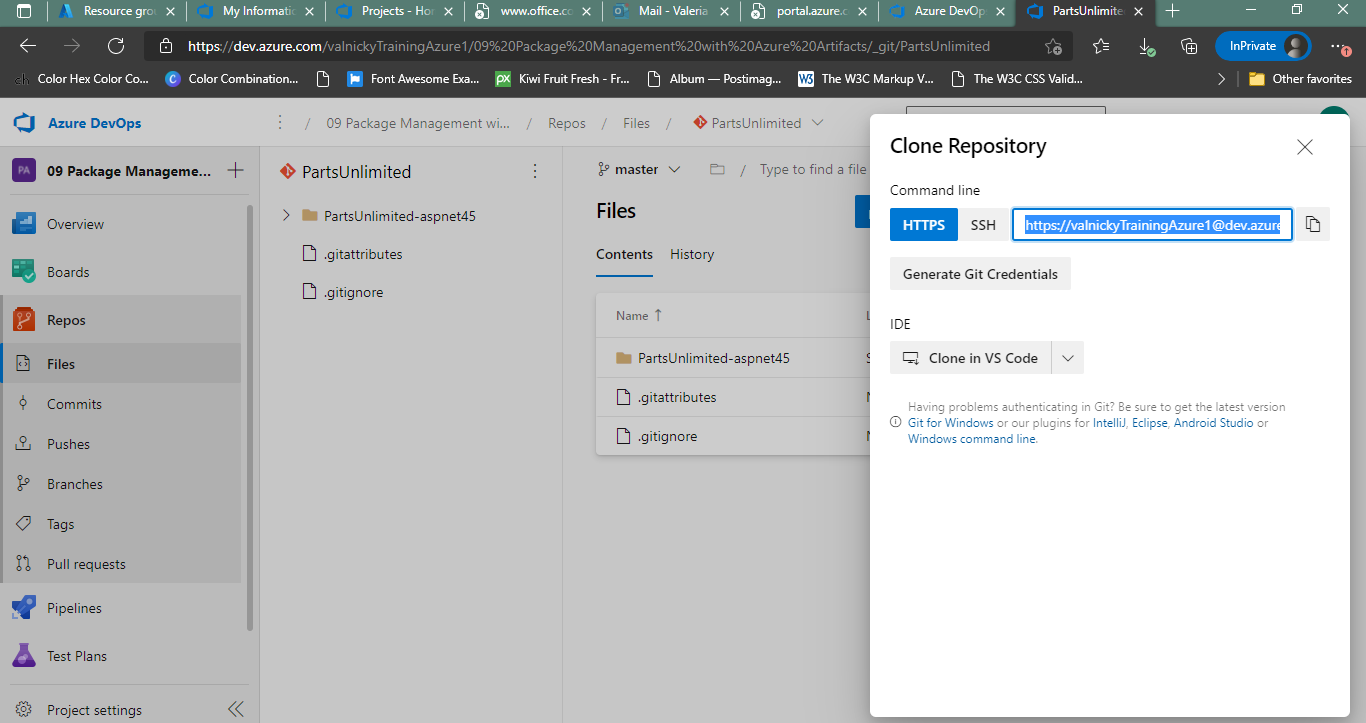 Resource gro
My Informatic
Projects - Ho
www.office.co
Mail - Valeria
portal.azure.c
Azure DevOp
PartsUnlimite
https://dev.azure.com/valnickyTrainingAzure1/09%20Package%20Management%20with%20Azure%20Artifacts/_git/PartsUnlimited
InPrivate
Color Hex Color Co...
Color Combination...
Font Awesome Exa...
Kiwi Fruit Fresh - Fr...
Album — Postimag...
The W3C Markup V...
The W3C CSS Valid...
Other favorites
Azure DevOps
/ 09 Package Management wi... / Repos / Files / PartsUnlimited
PA 09 Package Manageme...
Overview
Boards
Repos
Files
Commits
Pushes
Branches
Tags
Pull requests
Pipelines
Test Plans
Project settings
PartsUnlimited
PartsUnlimited-aspnet45
.gitattributes
.gitignore
master / Type to find a file
Files
Contents History
Name ↑
PartsUnlimited-aspnet45
.gitattributes
.gitignore
Clone Repository
Command line
HTTPS SSH https://valnickyTrainingAzure1@dev.azure
Generate Git Credentials
IDE
Clone in VS Code
Having problems authenticating in Git? Be sure to get the latest version
Git for Windows or our plugins for IntelliJ, Eclipse, Android Studio or
Windows command line.